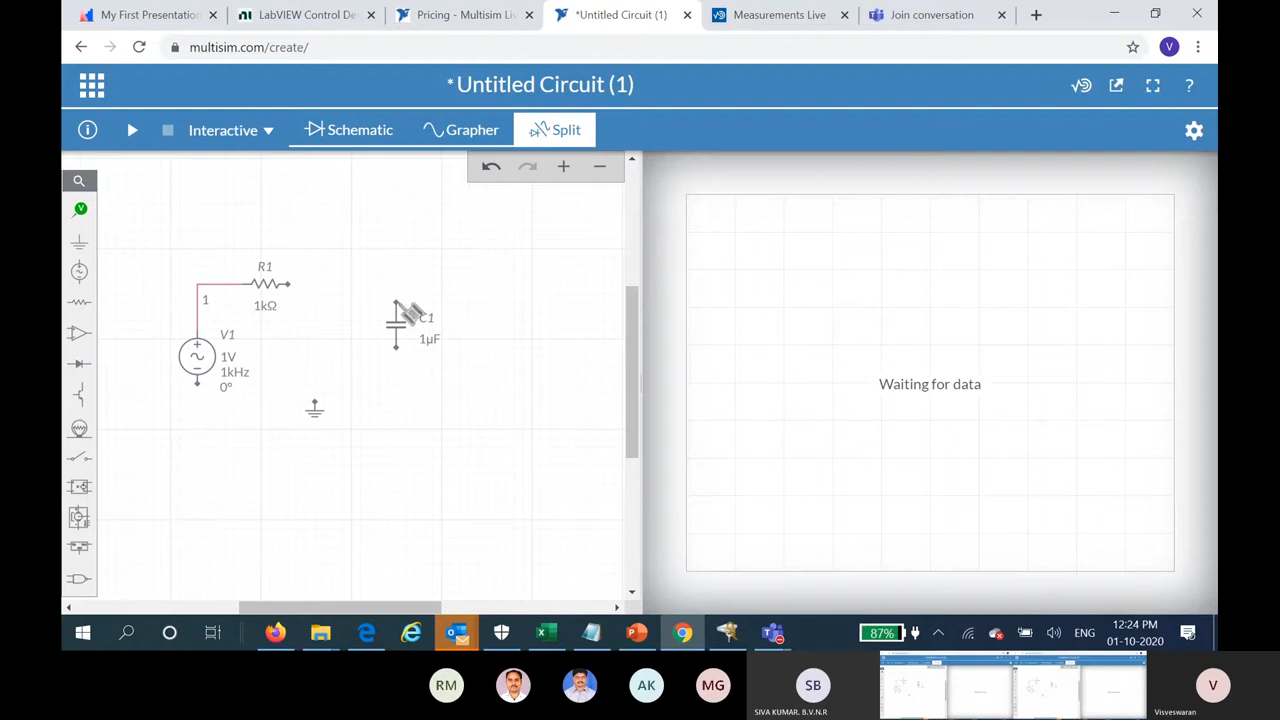 My First Presentation
LabVIEW Control De
Pricing - Multisim Liv
*Untitled Circuit (1)
Measurements Live
Join conversation
multisim.com/create/
V
*Untitled Circuit (1)
Interactive
Schematic
Grapher
Split
V
R1
1
1kΩ
C1
1µF
V1
1V
1kHz
0°
Waiting for data
87%
ENG
12:24 PM
01-10-2020
RM
AK
MG
SB
V
SIVA KUMAR. B.V.N.R
Visveswaran